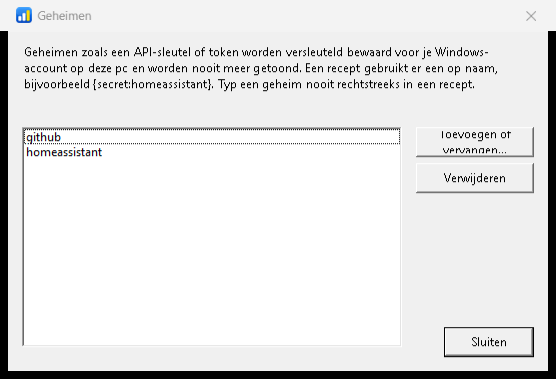 Geheimen
Geheimen zoals een API-sleutel of token worden versleuteld bewaard voor je Windows-
account op deze pc en worden nooit meer getoond. Een recept gebruikt er een op naam,
bijvoorbeeld {secret:homeassistant}. Typ een geheim nooit rechtstreeks in een recept.
github
homeassistant
Toevoegen of
vervangen...
Verwijderen
Sluiten